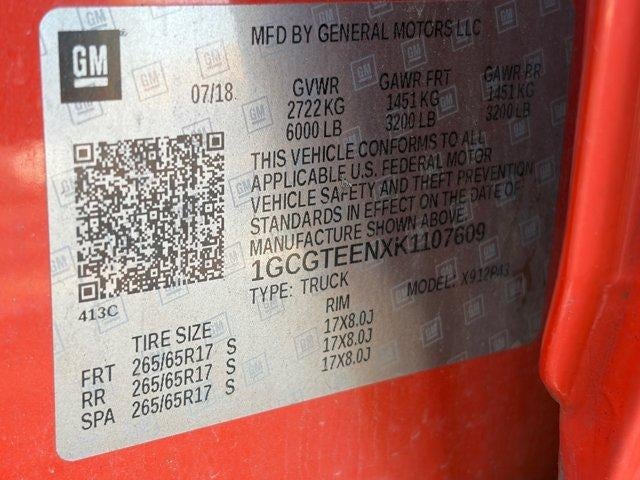 GM
MFD BY GENERAL MOTORS LLC
07/18 GVWR GAWR FRT GAWR RR
2722 KG 1451 KG 1451 KG
6000 LB 3200 LB 3200 LB
THIS VEHICLE CONFORMS TO ALL
APPLICABLE U.S. FEDERAL MOTOR
VEHICLE SAFETY AND THEFT PREVENTION
STANDARDS IN EFFECT ON THE DATE OF
MANUFACTURE SHOWN ABOVE.
1GCGTEENXK1107609
TYPE: TRUCK MODEL: X912P43
413C
TIRE SIZE RIM
FRT 265/65R17 S 17X8.0J
RR 265/65R17 S 17X8.0J
SPA 265/65R17 S 17X8.0J